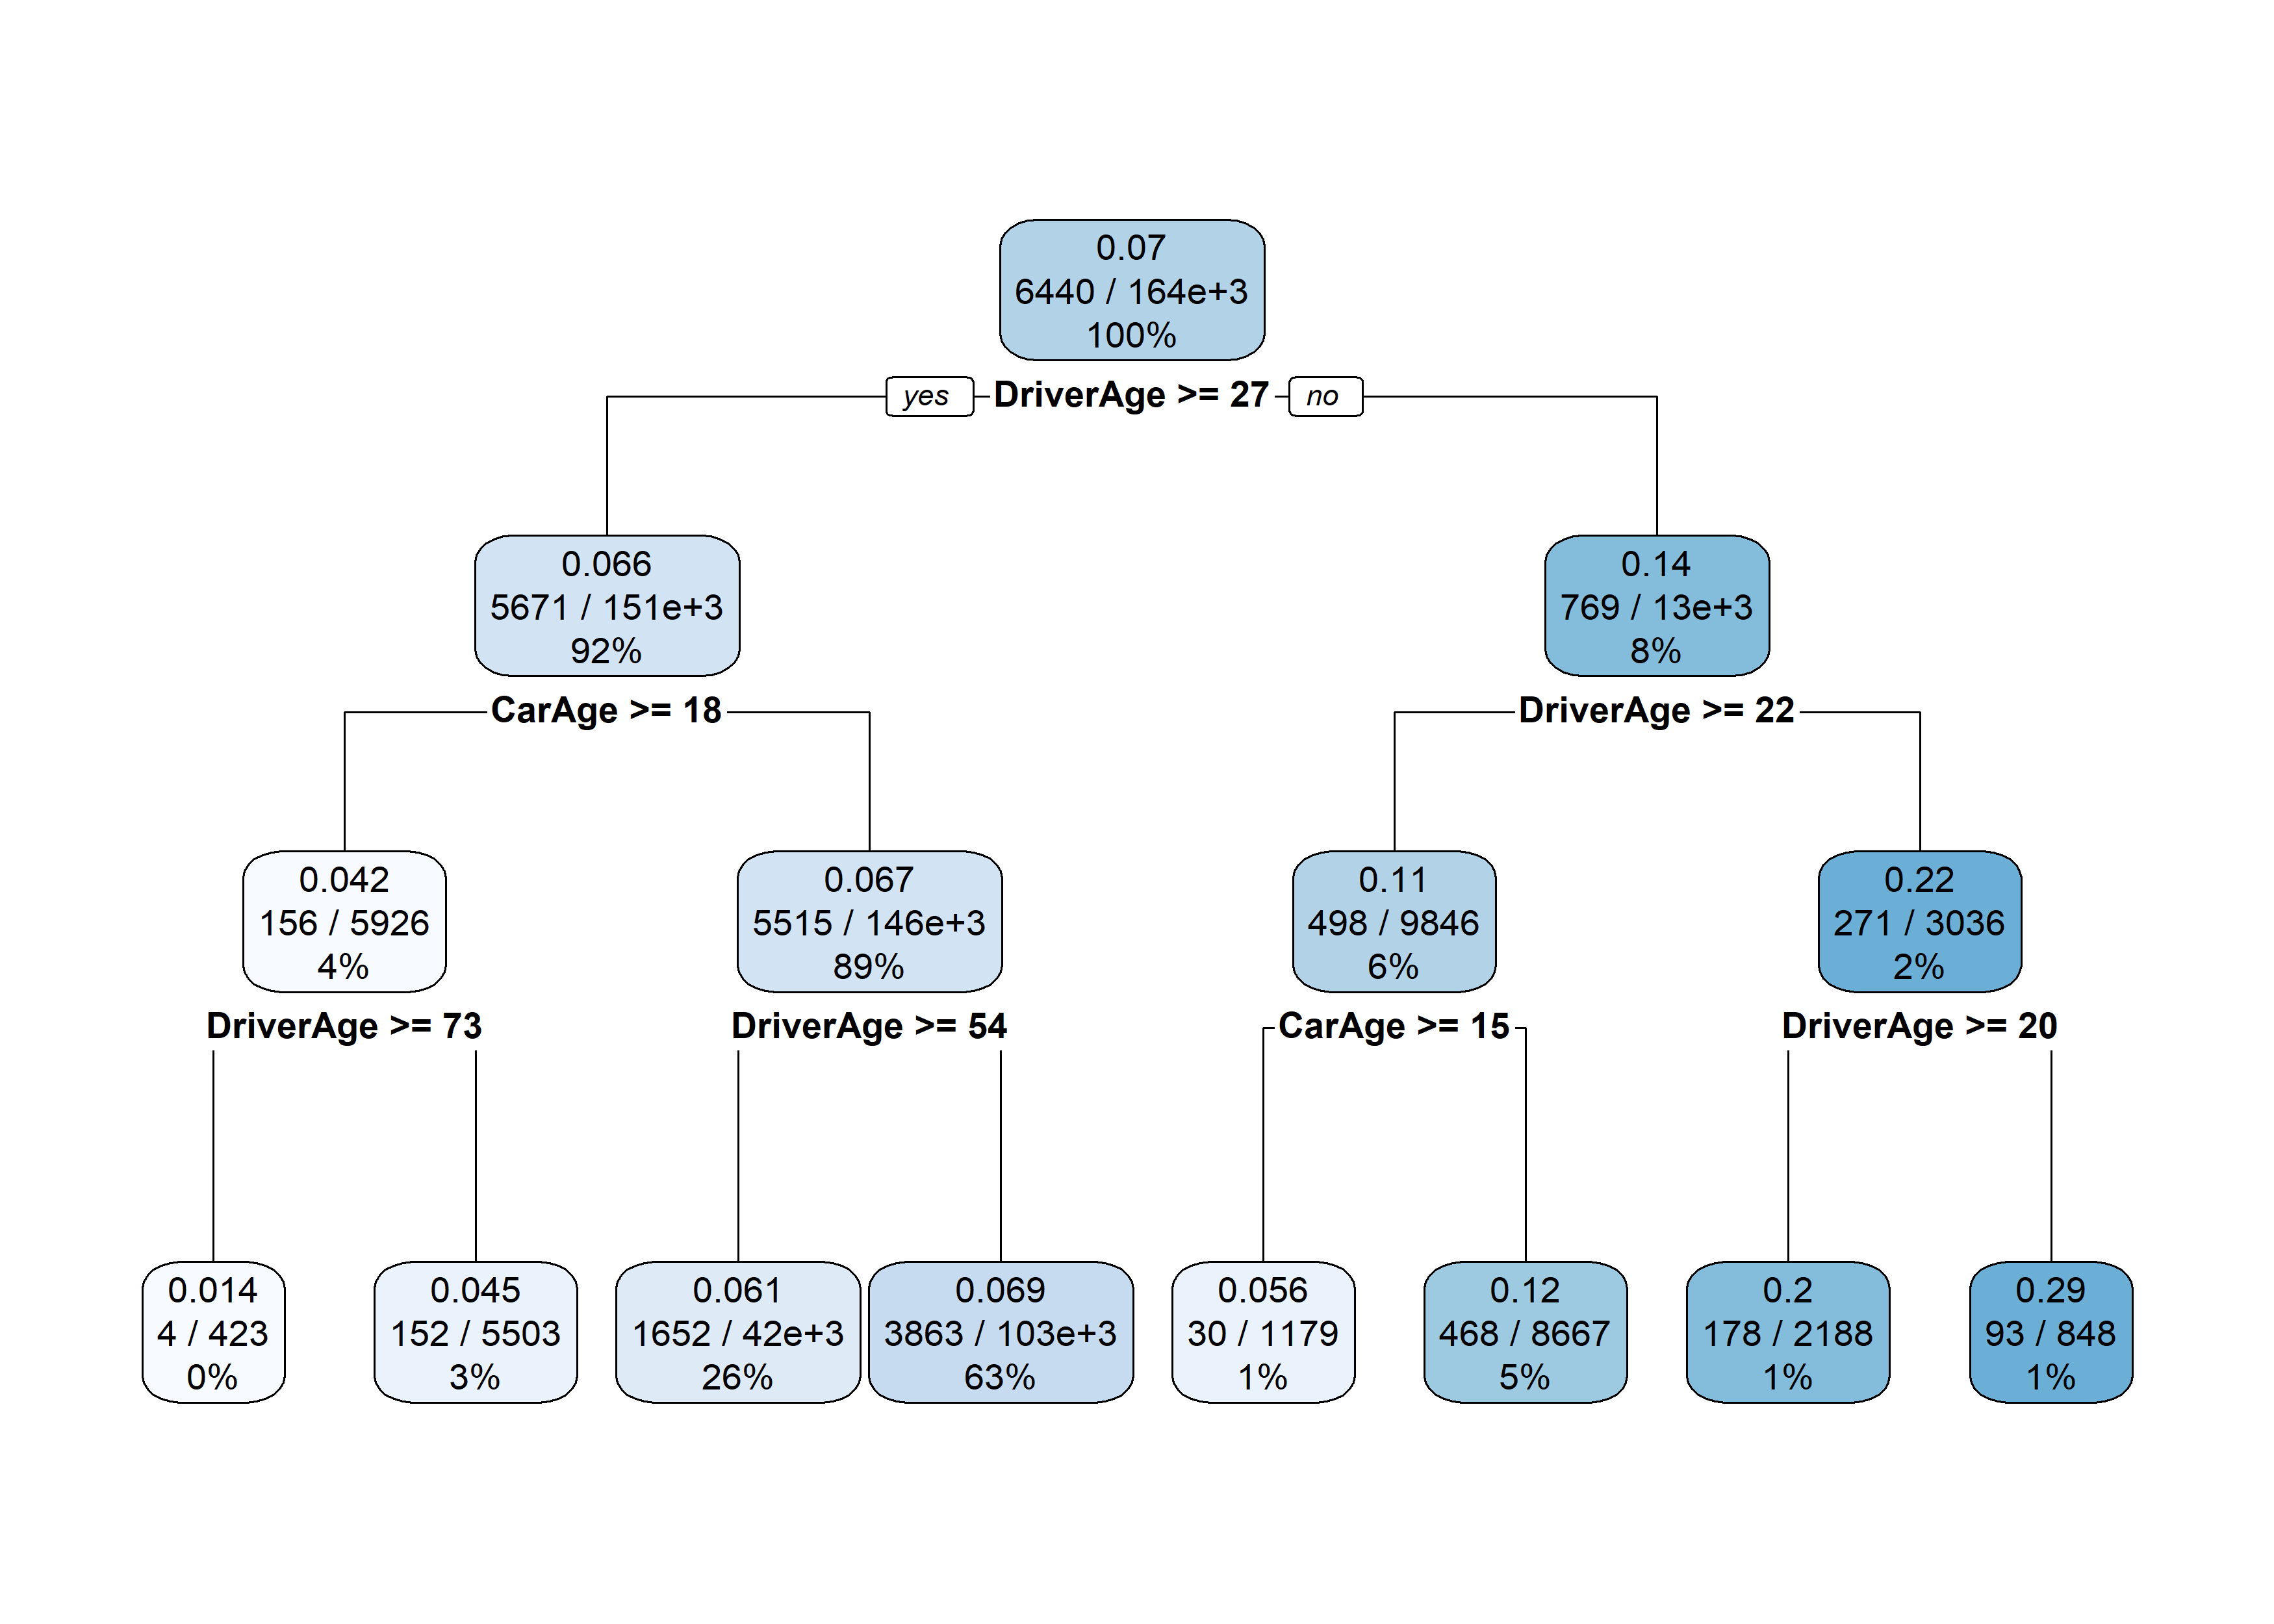 0.07
6440 / 164e+3
100%
yes DriverAge >= 27 no
0.066
5671 / 151e+3
92%
0.14
769 / 13e+3
8%
CarAge >= 18
DriverAge >= 22
0.042
156 / 5926
4%
0.067
5515 / 146e+3
89%
0.11
498 / 9846
6%
0.22
271 / 3036
2%
DriverAge >= 73
DriverAge >= 54
CarAge >= 15
DriverAge >= 20
0.014
4 / 423
0%
0.045
152 / 5503
3%
0.061
1652 / 42e+3
26%
0.069
3863 / 103e+3
63%
0.056
30 / 1179
1%
0.12
468 / 8667
5%
0.2
178 / 2188
1%
0.29
93 / 848
1%